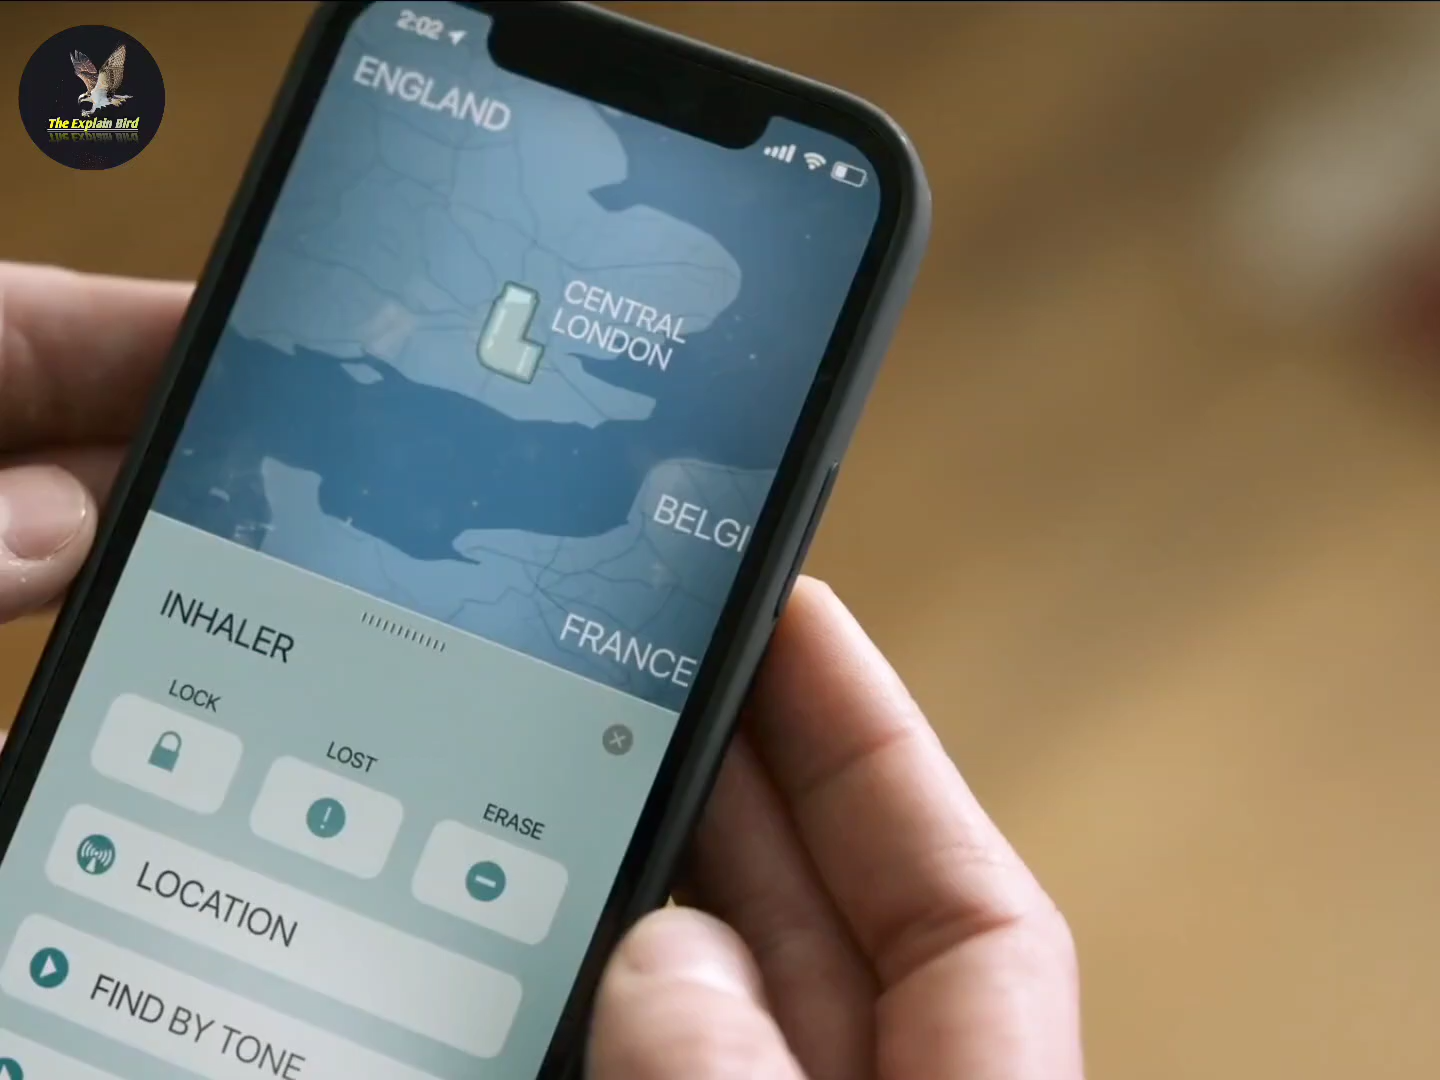 The Explain Bird
2:02
ENGLAND
CENTRAL
LONDON
BELGI
FRANCE
INHALER
LOCK
LOST
ERASE
LOCATION
FIND BY TONE